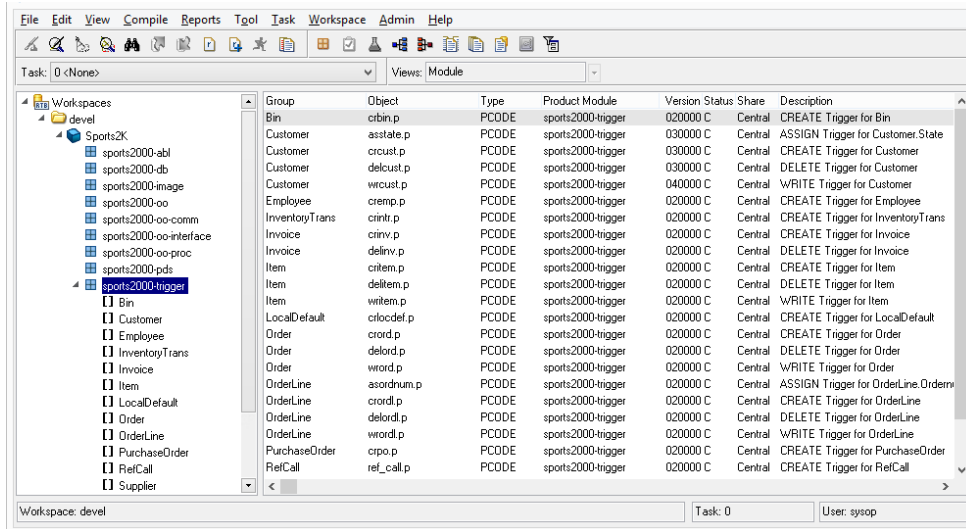 File Edit View Compile Reports Tool Task Workspace Admin Help
Task: 0 <None> Views: Module
RTB Workspaces
devel
Sports2K
sports2000-abl
sports2000-db
sports2000-image
sports2000-oo
sports2000-oo-comm
sports2000-oo-interface
sports2000-oo-proc
sports2000-pds
sports2000-trigger
[] Bin
[] Customer
[] Employee
[] InventoryTrans
[] Invoice
[] Item
[] LocalDefault
[] Order
[] OrderLine
[] PurchaseOrder
[] RefCall
[] Supplier
Group Object Type Product Module Version Status Share Description
Bin crbin.p PCODE sports2000-trigger 020000 C Central CREATE Trigger for Bin
Customer asstate.p PCODE sports2000-trigger 030000 C Central ASSIGN Trigger for Customer.State
Customer crcust.p PCODE sports2000-trigger 030000 C Central CREATE Trigger for Customer
Customer delcust.p PCODE sports2000-trigger 030000 C Central DELETE Trigger for Customer
Customer wrcust.p PCODE sports2000-trigger 040000 C Central WRITE Trigger for Customer
Employee cremp.p PCODE sports2000-trigger 020000 C Central CREATE Trigger for Employee
InventoryTrans crintr.p PCODE sports2000-trigger 020000 C Central CREATE Trigger for InventoryTrans
Invoice crinv.p PCODE sports2000-trigger 020000 C Central CREATE Trigger for Invoice
Invoice delinv.p PCODE sports2000-trigger 020000 C Central DELETE Trigger for Invoice
Item critem.p PCODE sports2000-trigger 020000 C Central CREATE Trigger for Item
Item delitem.p PCODE sports2000-trigger 020000 C Central DELETE Trigger for Item
Item writem.p PCODE sports2000-trigger 020000 C Central WRITE Trigger for Item
LocalDefault crlocdef.p PCODE sports2000-trigger 020000 C Central CREATE Trigger for LocalDefault
Order crord.p PCODE sports2000-trigger 020000 C Central CREATE Trigger for Order
Order delord.p PCODE sports2000-trigger 020000 C Central DELETE Trigger for Order
Order wrord.p PCODE sports2000-trigger 020000 C Central WRITE Trigger for Order
OrderLine asordnum.p PCODE sports2000-trigger 020000 C Central ASSIGN Trigger for OrderLine.Ordern
OrderLine crordl.p PCODE sports2000-trigger 020000 C Central CREATE Trigger for OrderLine
OrderLine delordl.p PCODE sports2000-trigger 020000 C Central DELETE Trigger for OrderLine
OrderLine wrordl.p PCODE sports2000-trigger 020000 C Central WRITE Trigger for OrderLine
PurchaseOrder crpo.p PCODE sports2000-trigger 020000 C Central CREATE Trigger for PurchaseOrder
RefCall ref_call.p PCODE sports2000-trigger 020000 C Central CREATE Trigger for RefCall
Workspace: devel Task: 0 User: sysop